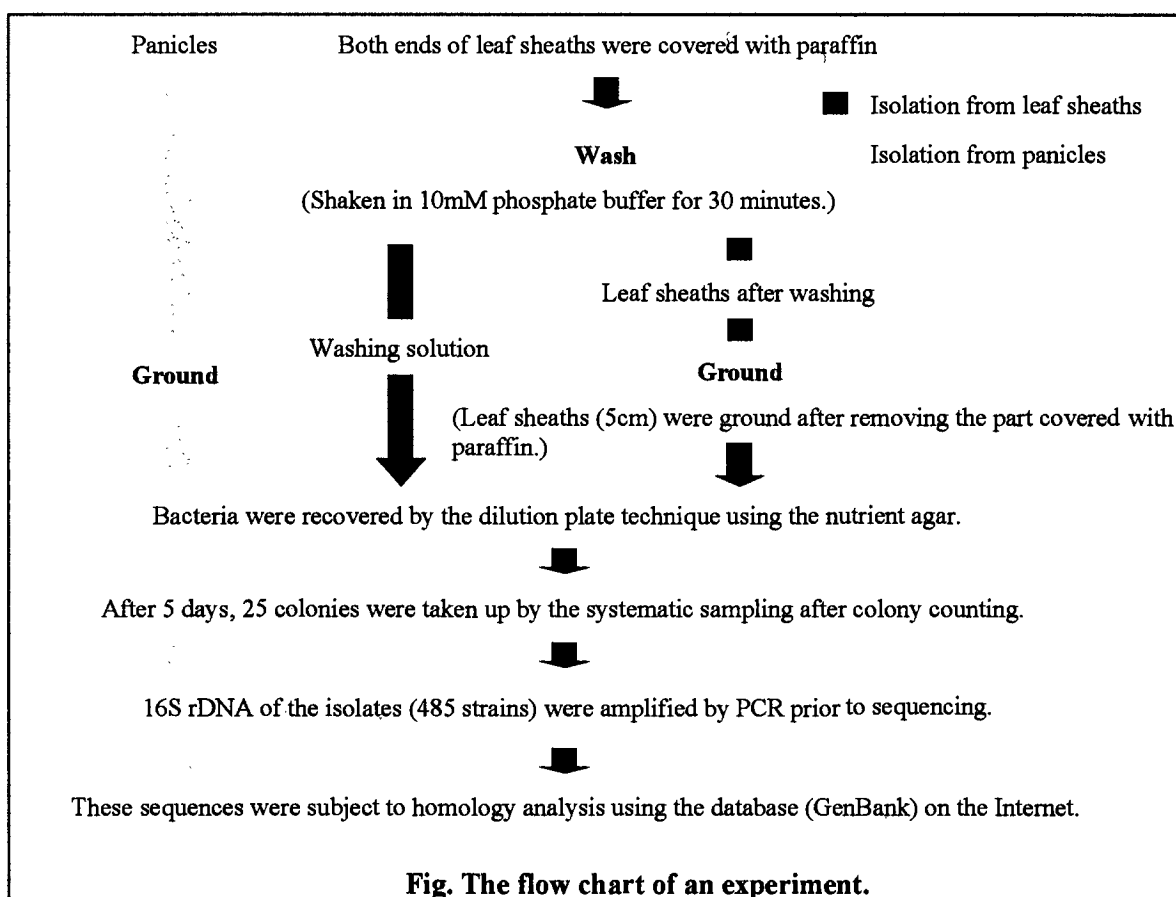 Panicles
Both ends of leaf sheaths were covered with paraffin
Isolation from leaf sheaths
Wash
Isolation from panicles
(Shaken in 10mM phosphate buffer for 30 minutes.)
Leaf sheaths after washing
Washing solution
Ground
Ground
(Leaf sheaths (5cm) were ground after removing the part covered with
paraffin.)
Bacteria were recovered by the dilution plate technique using the nutrient agar.
After 5 days, 25 colonies were taken up by the systematic sampling after colony counting.
16S rDNA of the isolates (485 strains) were amplified by PCR prior to sequencing.
These sequences were subject to homology analysis using the database (GenBank) on the Internet.
Fig. The flow chart of an experiment.